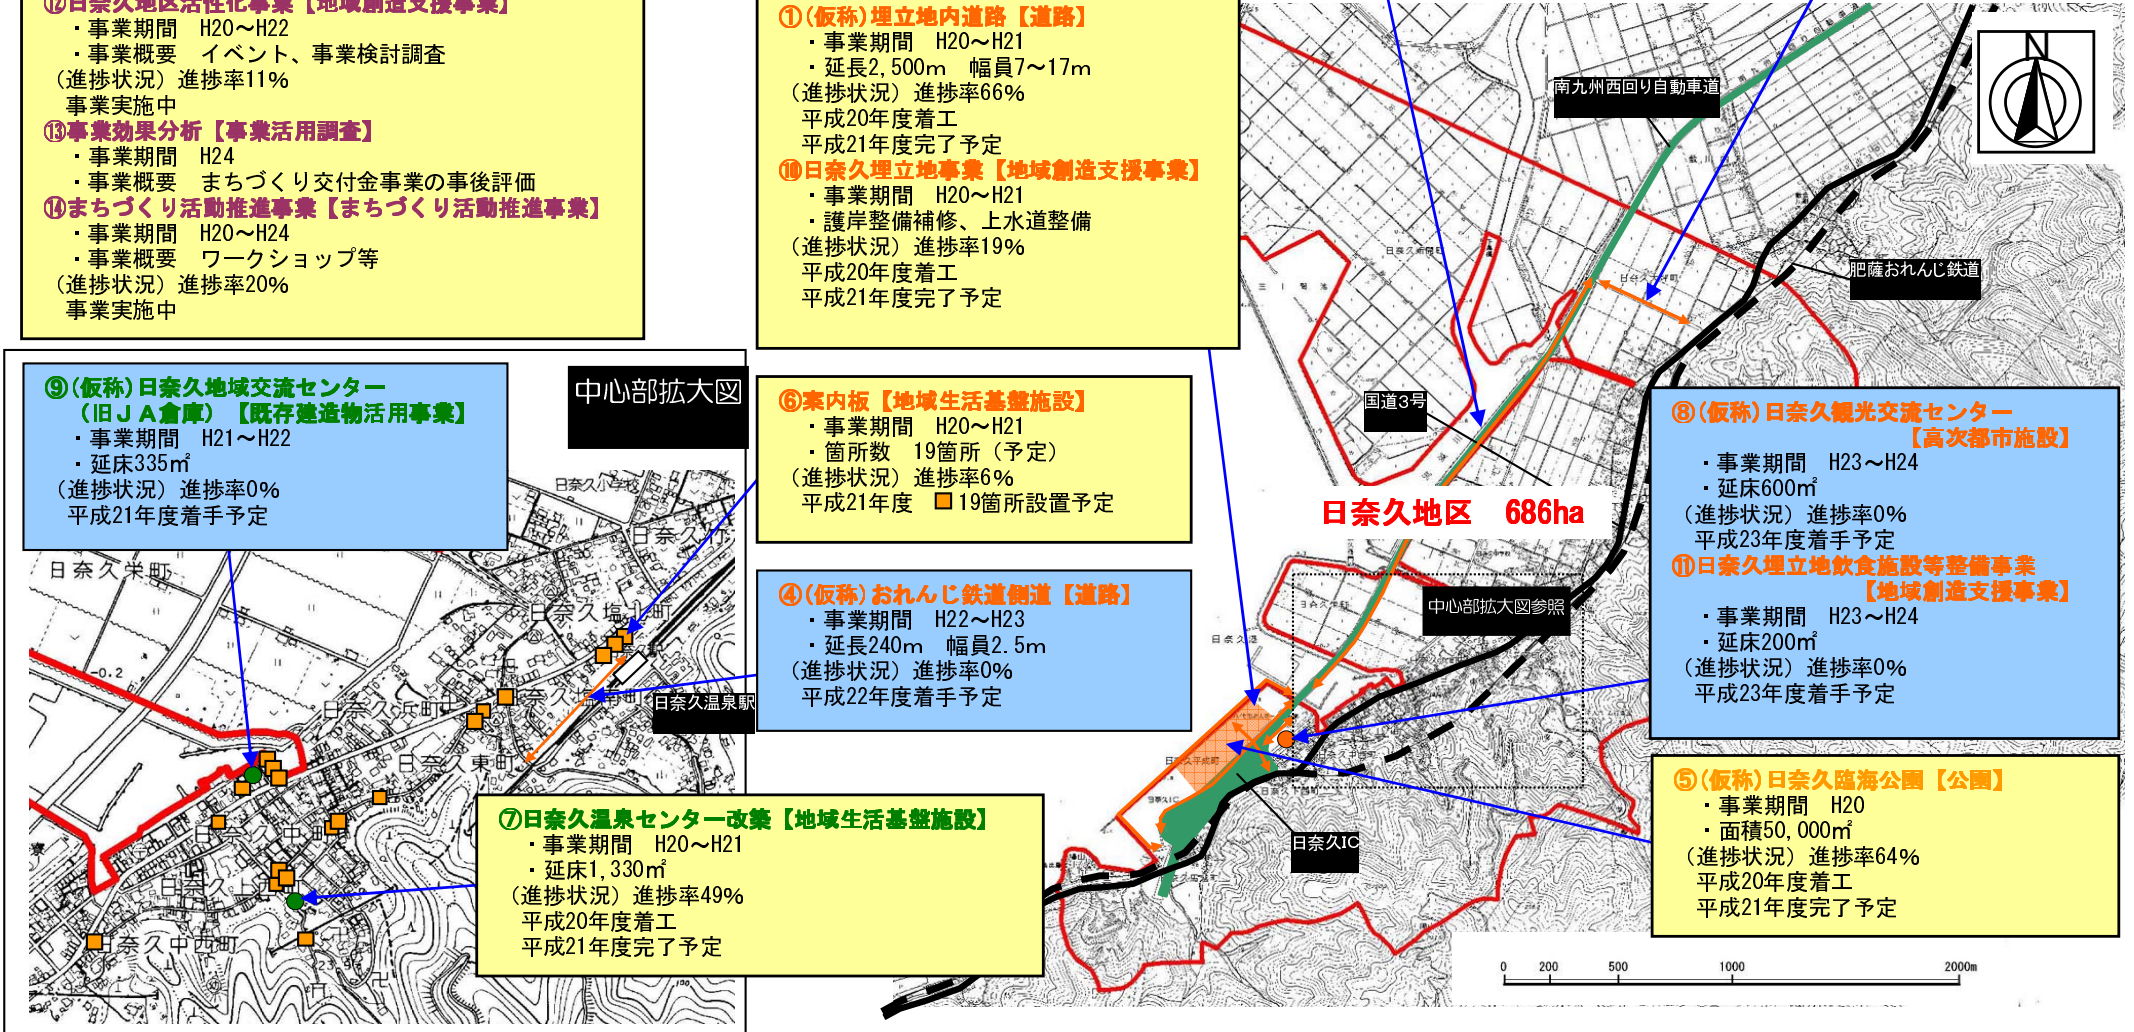 ⑫日奈久地区活性化事業【地域創造支援事業】
・事業期間　H20～H22
・事業概要　イベント、事業検討調査
（進捗状況）進捗率11%
事業実施中
⑬事業効果分析【事業活用調査】
・事業期間　H24
・事業概要　まちづくり交付金事業の事後評価
⑭まちづくり活動推進事業【まちづくり活動推進事業】
・事業期間　H20～H24
・事業概要　ワークショップ等
（進捗状況）進捗率20%
事業実施中
①(仮称)埋立地内道路【道路】
・事業期間　H20～H21
・延長2,500m　幅員7～17m
（進捗状況）進捗率66%
平成20年度着工
平成21年度完了予定
⑩日奈久埋立地事業【地域創造支援事業】
・事業期間　H20～H21
・護岸整備補修、上水道整備
（進捗状況）進捗率19%
平成20年度着工
平成21年度完了予定
南九州西回り自動車道
N
肥薩おれんじ鉄道
国道3号
日奈久地区　686ha
中心部拡大図参照
日奈久IC
中心部拡大図
⑨(仮称)日奈久地域交流センター
（旧ＪＡ倉庫）【既存建造物活用事業】
・事業期間　H21～H22
・延床335㎡
（進捗状況）進捗率0%
平成21年度着手予定
⑥案内板【地域生活基盤施設】
・事業期間　H20～H21
・箇所数　19箇所（予定）
（進捗状況）進捗率6%
平成21年度　19箇所設置予定
④(仮称)おれんじ鉄道側道【道路】
・事業期間　H22～H23
・延長240m　幅員2.5m
（進捗状況）進捗率0%
平成22年度着手予定
⑧(仮称)日奈久観光交流センター
【高次都市施設】
・事業期間　H23～H24
・延床600㎡
（進捗状況）進捗率0%
平成23年度着手予定
⑪日奈久埋立地飲食施設等整備事業
【地域創造支援事業】
・事業期間　H23～H24
・延床200㎡
（進捗状況）進捗率0%
平成23年度着手予定
⑤(仮称)日奈久臨海公園【公園】
・事業期間　H20
・面積50,000㎡
（進捗状況）進捗率64%
平成20年度着工
平成21年度完了予定
⑦日奈久温泉センター改築【地域生活基盤施設】
・事業期間　H20～H21
・延床1,330㎡
（進捗状況）進捗率49%
平成20年度着工
平成21年度完了予定
日奈久小学校
日奈久栄町
日奈久塩北町
日奈久温泉駅
日奈久浜町
日奈久東町
日奈久中町
日奈久中西町
-0.2
日奈久港
日奈久平成町
0 200 500 1000 2000m